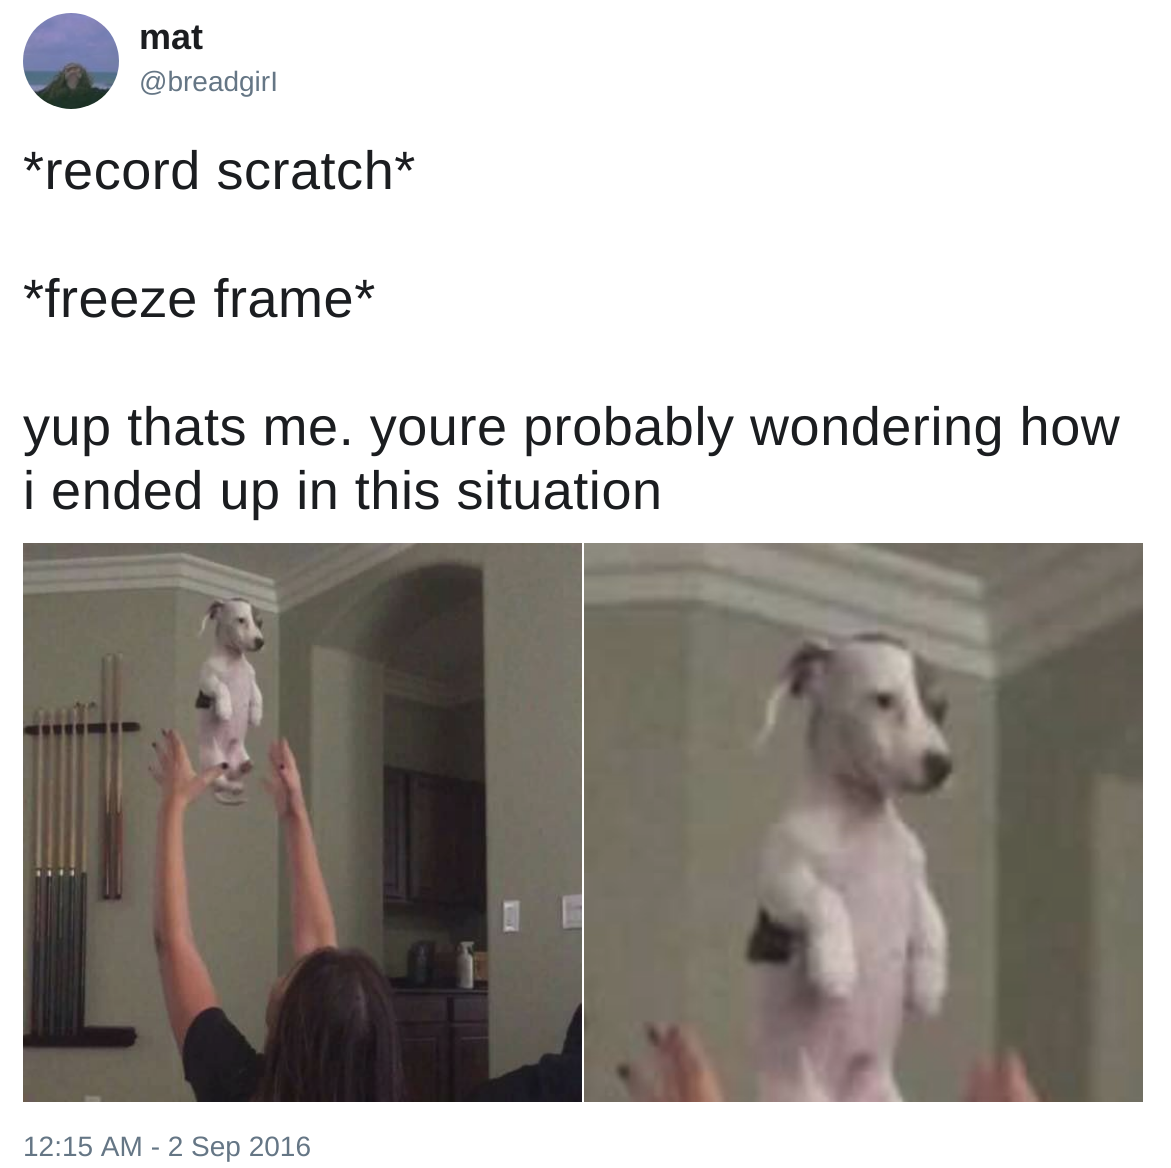 mat
@breadgirl
*record scratch*
*freeze frame*
yup thats me. youre probably wondering how
i ended up in this situation
12:15 AM - 2 Sep 2016